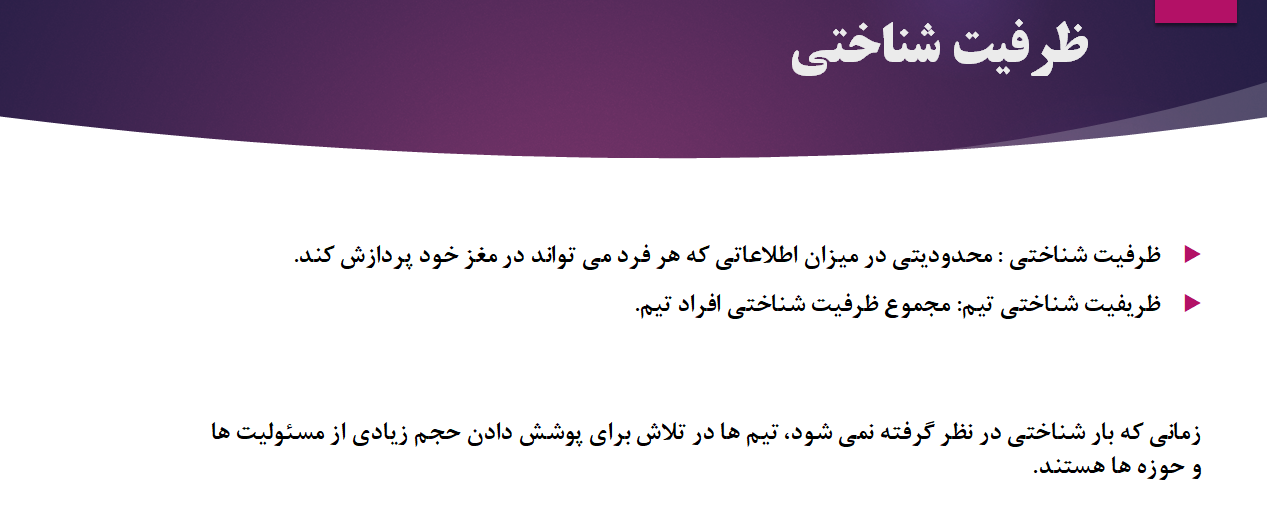 ظرفیت شناختی
ظرفیت شناختی : محدودیتی در میزان اطلاعاتی که هر فرد می تواند در مغز خود پردازش کند.
ظریفیت شناختی تیم: مجموع ظرفیت شناختی افراد تیم.
زمانی که بار شناختی در نظر گرفته نمی شود، تیم ها در تلاش برای پوشش دادن حجم زیادی از مسئولیت ها
و حوزه ها هستند.